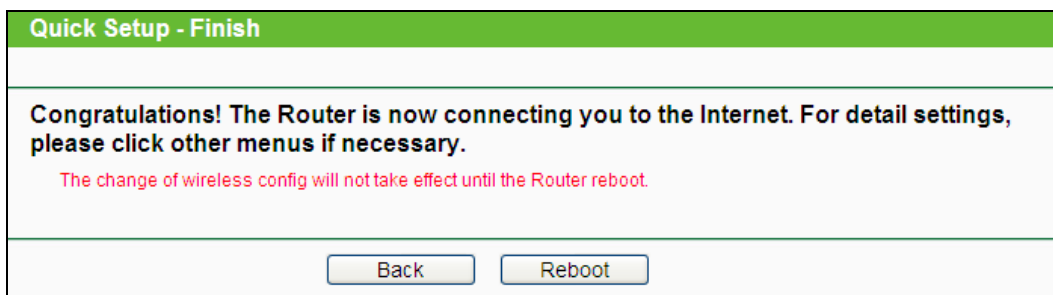 Quick Setup - Finish
Congratulations! The Router is now connecting you to the Internet. For detail settings,
please click other menus if necessary.
The change of wireless config will not take effect until the Router reboot.
Back Reboot